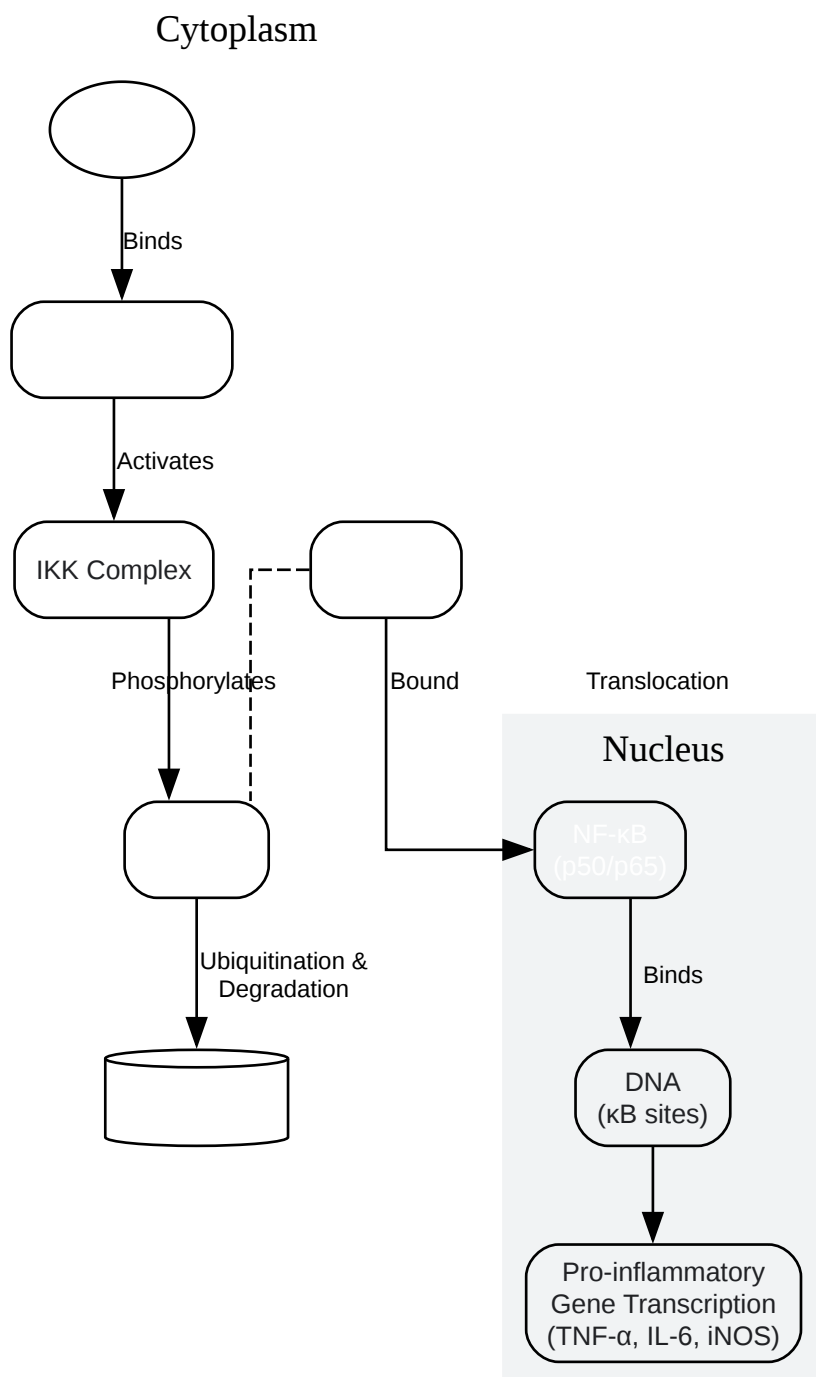 Cytoplasm
Binds
Activates
IKK Complex
Phosphorylates
Bound
Translocation
Nucleus
NF-κB
(p50/p65)
Ubiquitination &
Degradation
Binds
DNA
(κB sites)
Pro-inflammatory
Gene Transcription
(TNF-α, IL-6, iNOS)